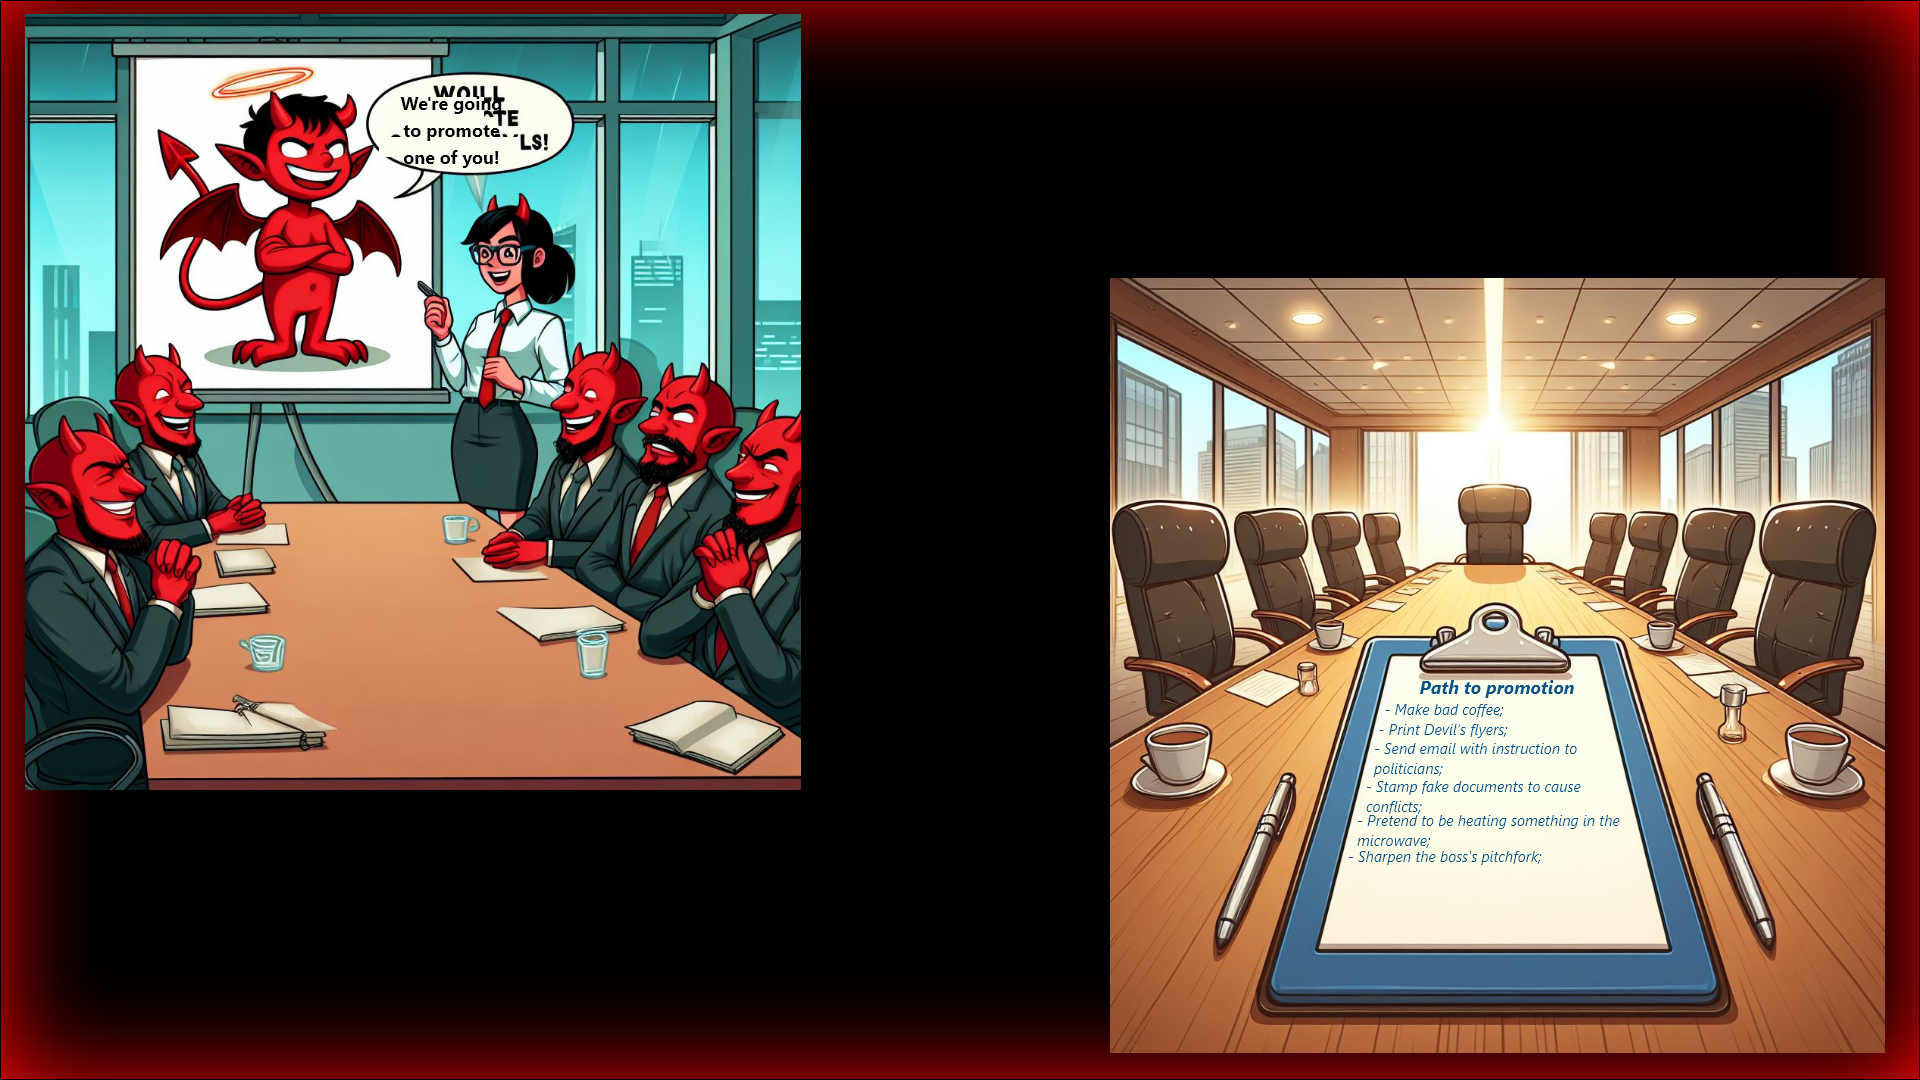 We're going
to promote
one of you!
LS!
Path to promotion
- Make bad coffee;
- Print Devil's flyers;
- Send email with instruction to
politicians;
- Stamp fake documents to cause
conflicts;
- Pretend to be heating something in the
microwave;
- Sharpen the boss's pitchfork;